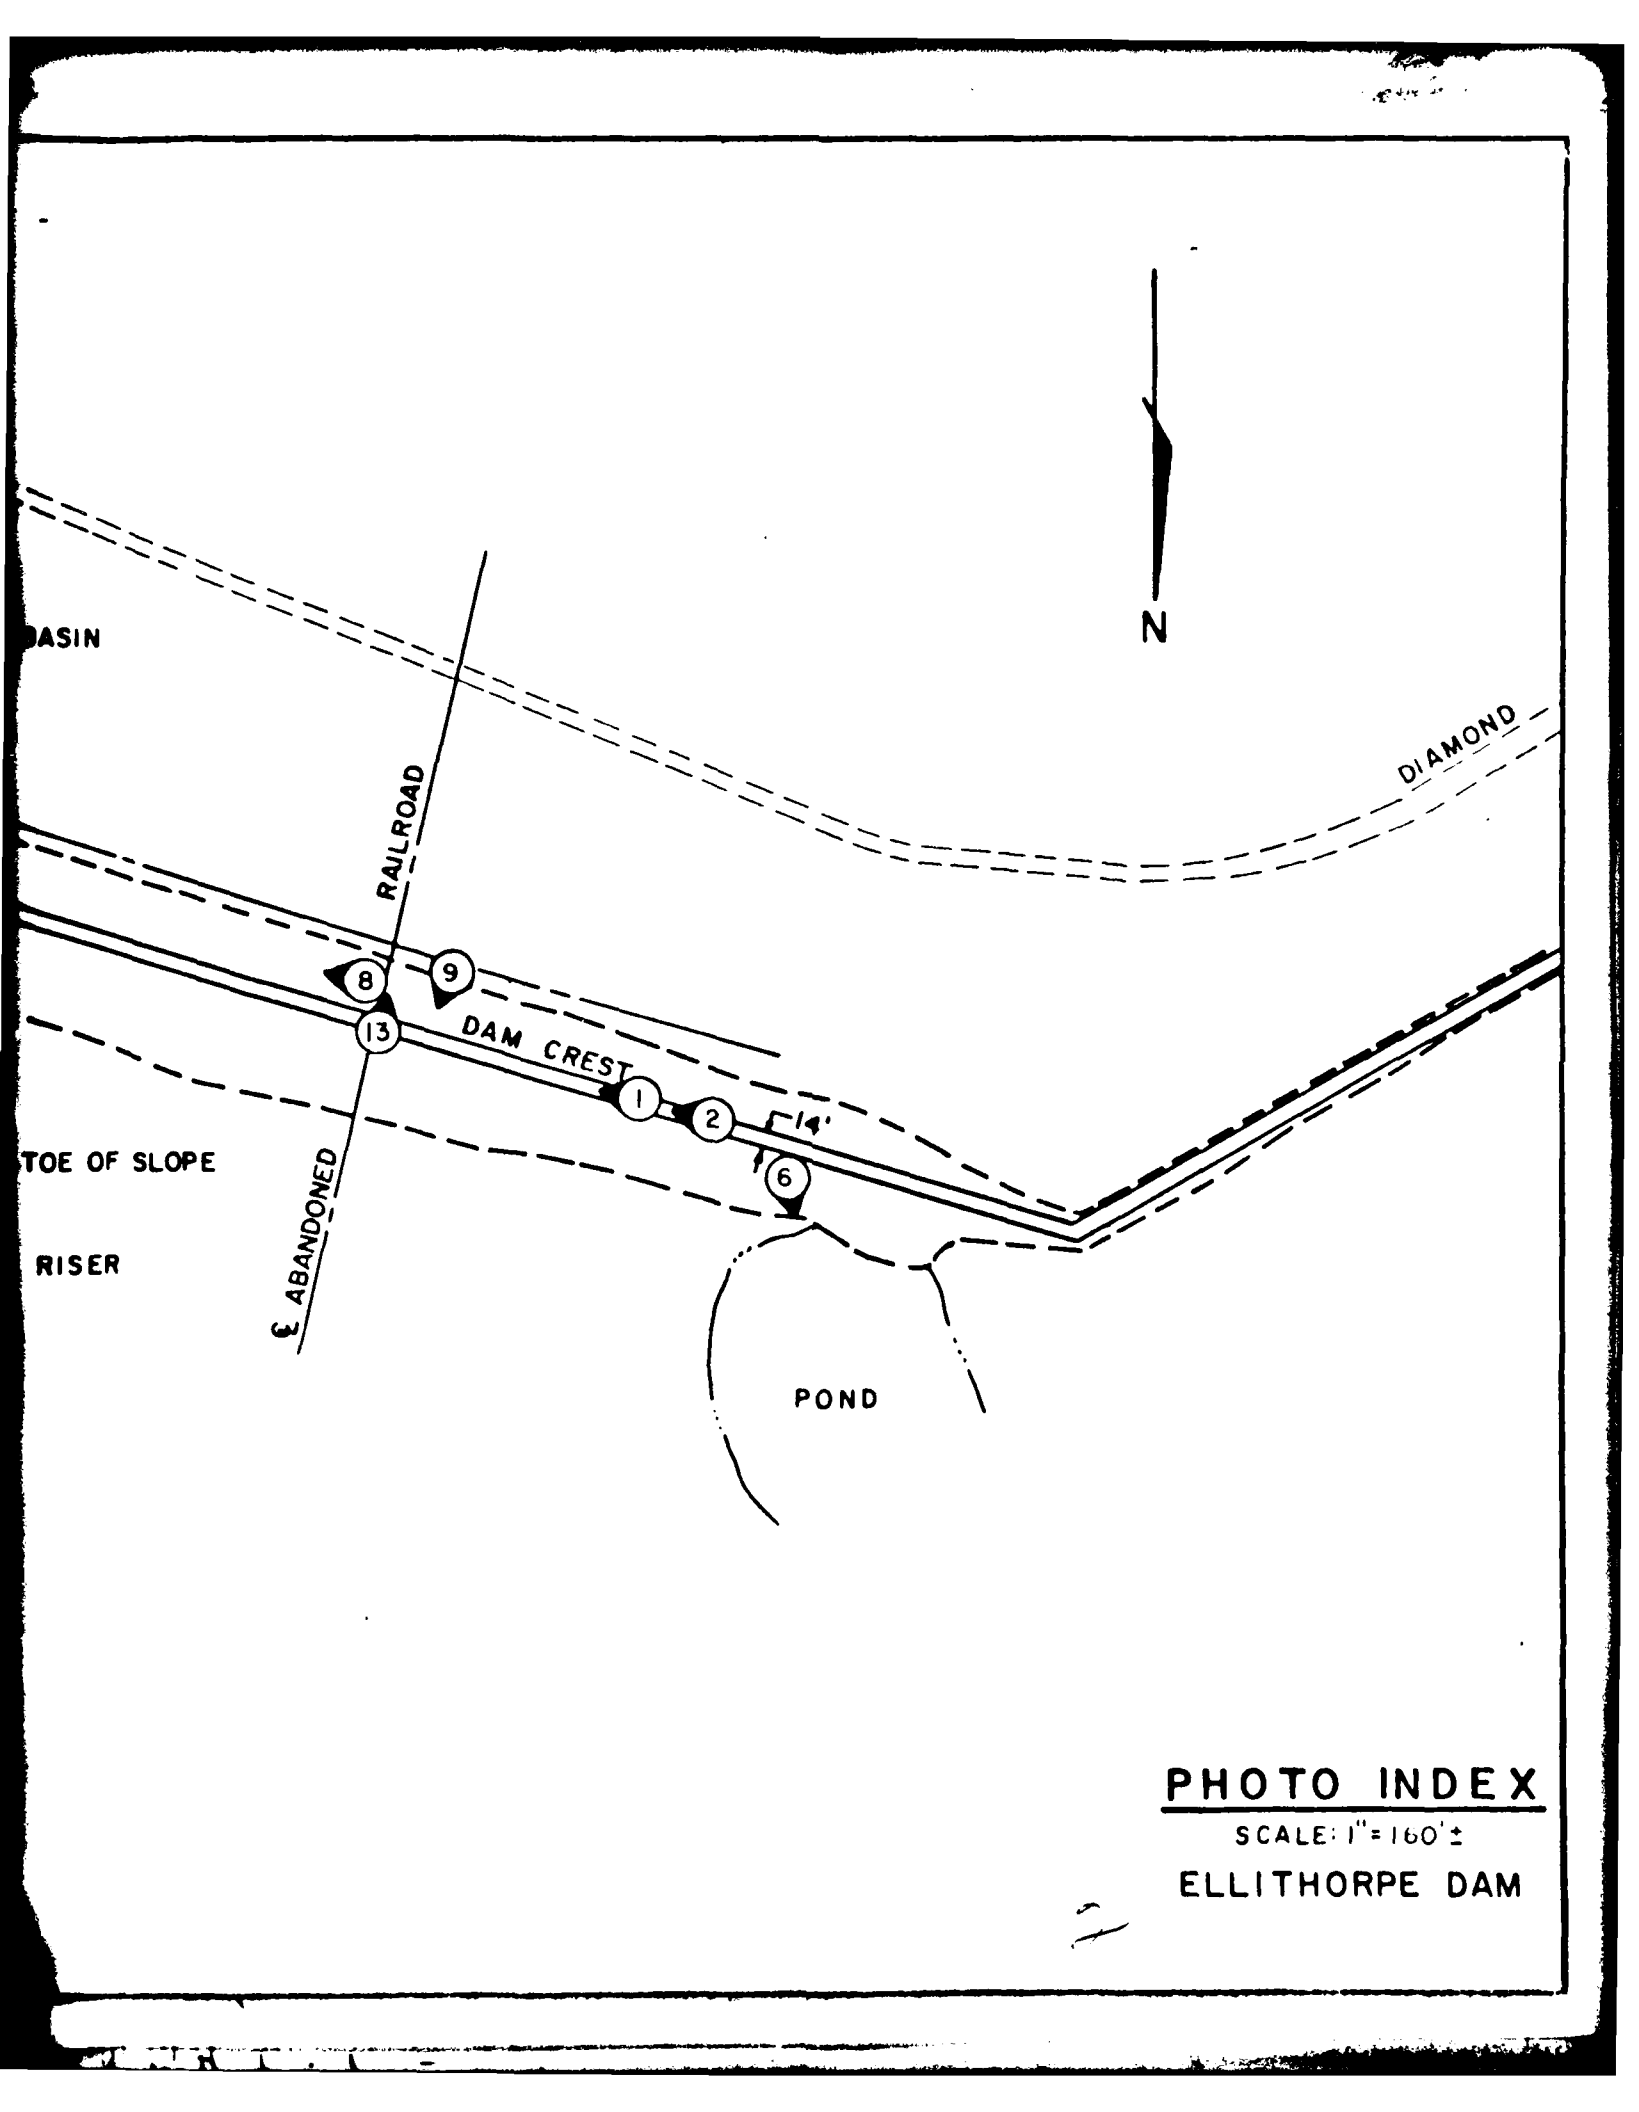 N
DIAMOND
RAILROAD
9
8
13
DAM CREST
1
2
14'
6
TOE OF SLOPE
ABANDONED
RISER
POND
PHOTO INDEX
SCALE: 1"=160'±
ELLITHORPE DAM